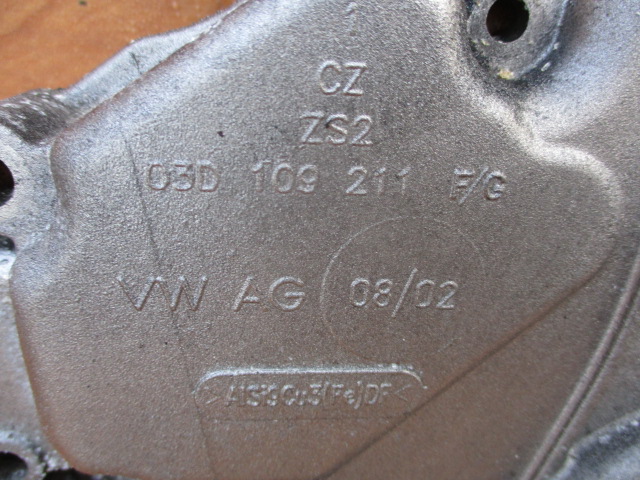 CZ
ZS2
03D 109 211 F/G
VW AG 08/02
>AlSi9Cu3(Fe)DF<